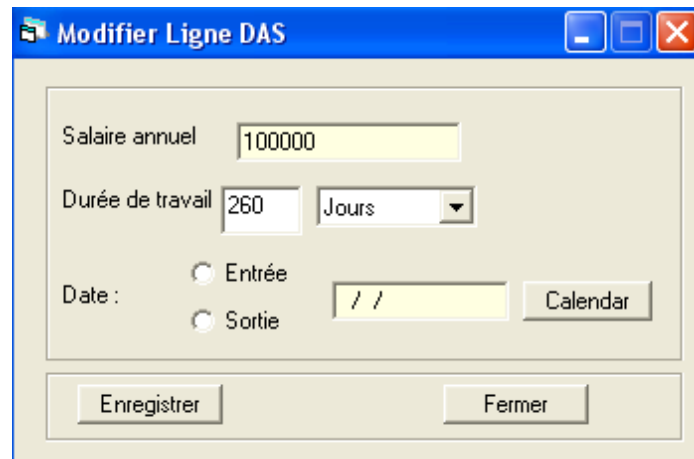 Modifier Ligne DAS
Salaire annuel 100000
Durée de travail 260 Jours
Entrée
Date : / / Calendar
Sortie
Enregistrer Fermer